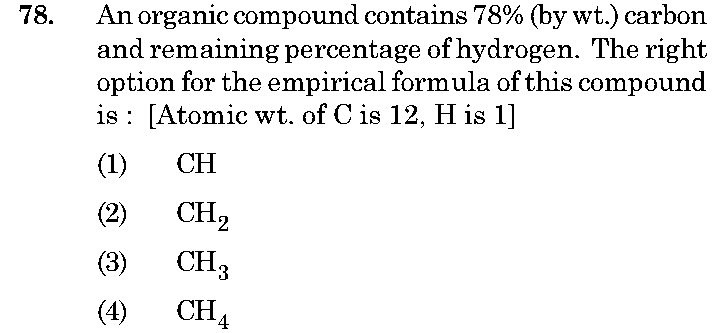 78. An organic compound contains 78% (by wt.) carbon
and remaining percentage of hydrogen. The right
option for the empirical formula of this compound
is : [Atomic wt. of C is 12, H is 1]
(1) CH
(2) CH₂
(3) CH₃
(4) CH₄